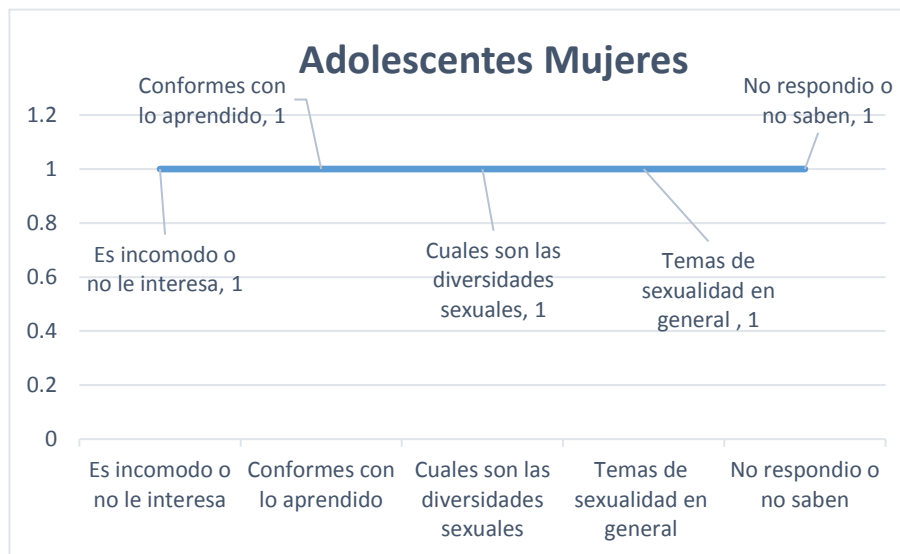 Adolescentes Mujeres
Conformes con
lo aprendido, 1
No respondio o
no saben, 1
1.2
1
0.8
0.6
0.4
0.2
0
Es incomodo o
no le interesa, 1
Cuales son las
diversidades
sexuales, 1
Temas de
sexualidad en
general , 1
Es incomodo o
no le interesa
Conformes con
lo aprendido
Cuales son las
diversidades
sexuales
Temas de
sexualidad en
general
No respondio o
no saben